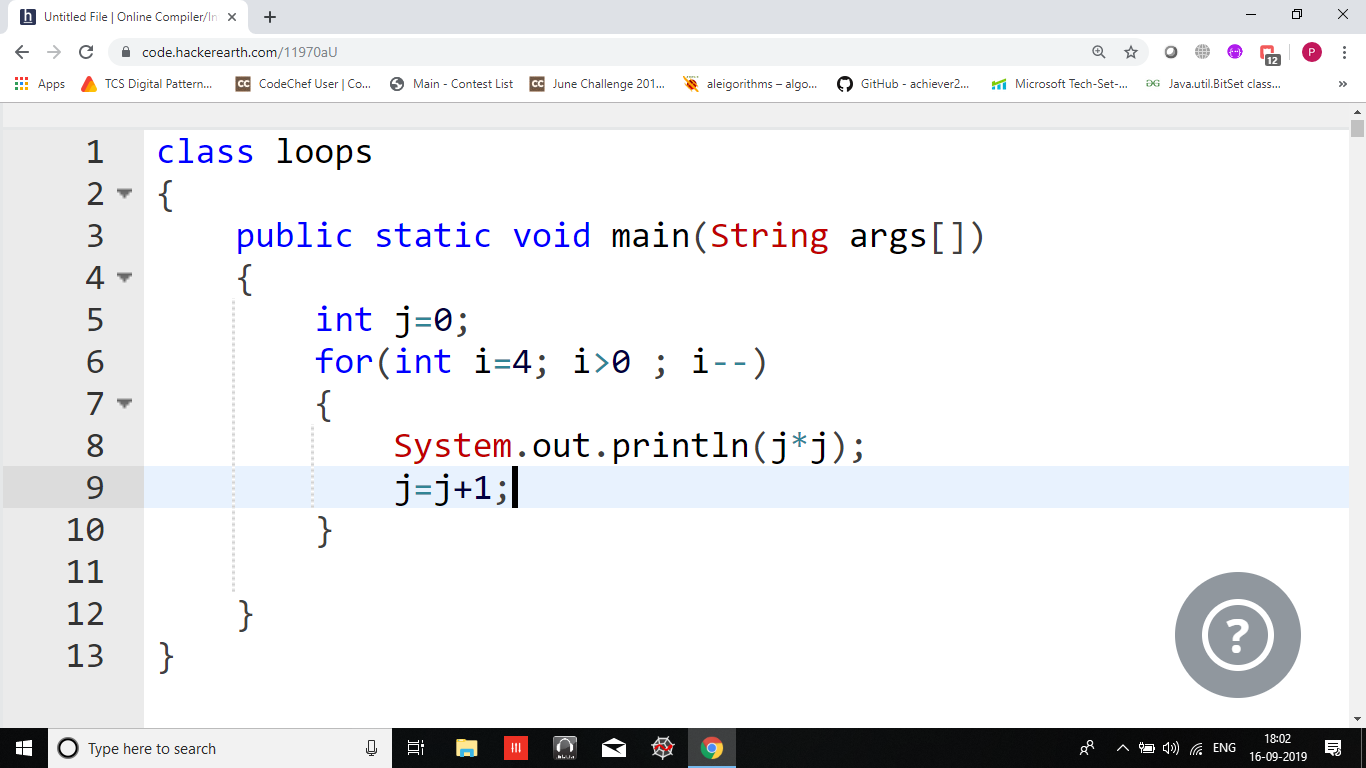 Untitled File | Online Compiler/In
code.hackerearth.com/11970aU
P
12
Apps
TCS Digital Pattern...
CC CodeChef User | Co...
Main - Contest List
CC June Challenge 201...
aleigorithms – algo...
GitHub - achiever2...
Microsoft Tech-Set-...
Java.util.BitSet class...
»
1 class loops
2 {
3 public static void main(String args[])
4 {
5 int j=0;
6 for(int i=4; i>0 ; i--)
7 {
8 System.out.println(j*j);
9 j=j+1;
10 }
11
12 }
13 }
?
Type here to search
ENG
18:02
16-09-2019